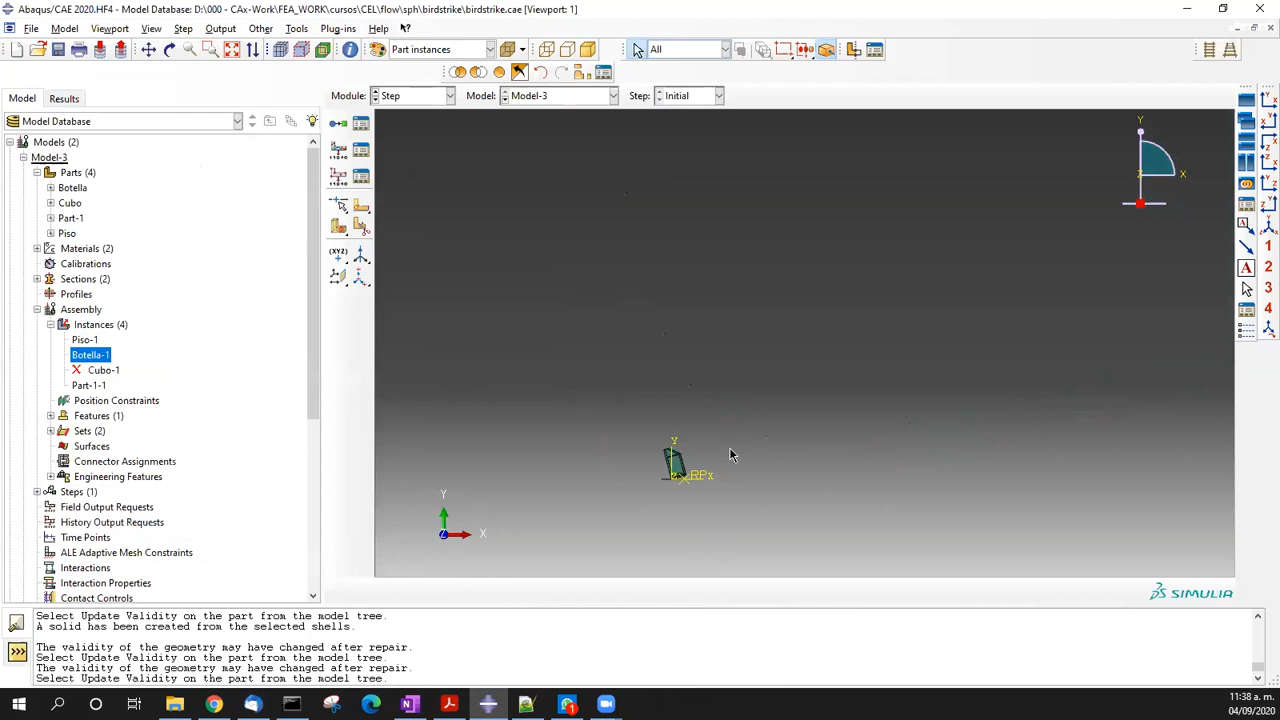 Abaqus/CAE 2020.HF4 - Model Database: D:\000 - CAx-Work\FEA_WORK\cursos\CEL\flow\sph\birdstrike\birdstrike.cae [Viewport: 1]
File Model Viewport View Step Output Other Tools Plug-ins Help
Part instances All
Model Results Module: Step Model: Model-3 Step: Initial
Model Database
Models (2)
Model-3
Parts (4)
Botella
Cubo
Part-1
Piso
Materials (2)
Calibrations
Sections (2)
Profiles
Assembly
Instances (4)
Piso-1
Botella-1
Cubo-1
Part-1-1
Position Constraints
Features (1)
Sets (2)
Surfaces
Connector Assignments
Engineering Features
Steps (1)
Field Output Requests
History Output Requests
Time Points
ALE Adaptive Mesh Constraints
Interactions
Interaction Properties
Contact Controls
Y
X
Z
Y
RPx
Y
X
Z
A
1
2
3
4
SIMULIA
Select Update Validity on the part from the model tree.
A solid has been created from the selected shells.
The validity of the geometry may have changed after repair.
Select Update Validity on the part from the model tree.
The validity of the geometry may have changed after repair.
Select Update Validity on the part from the model tree.
11:38 a. m.
04/09/2020